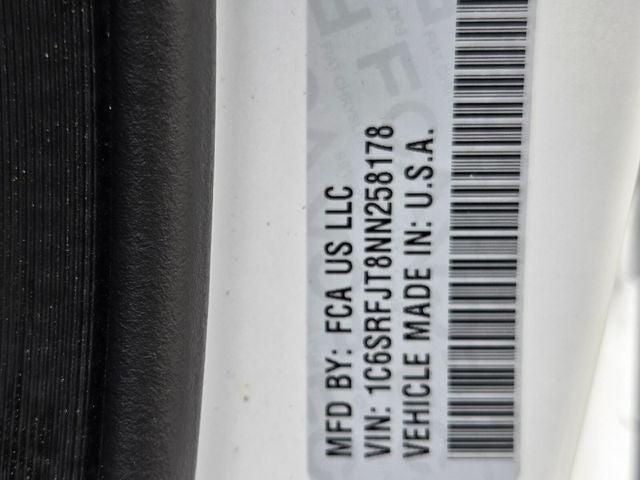 MFD BY: FCA US LLC
VIN: 1C6SRFJT8NN258178
VEHICLE MADE IN: U.S.A.